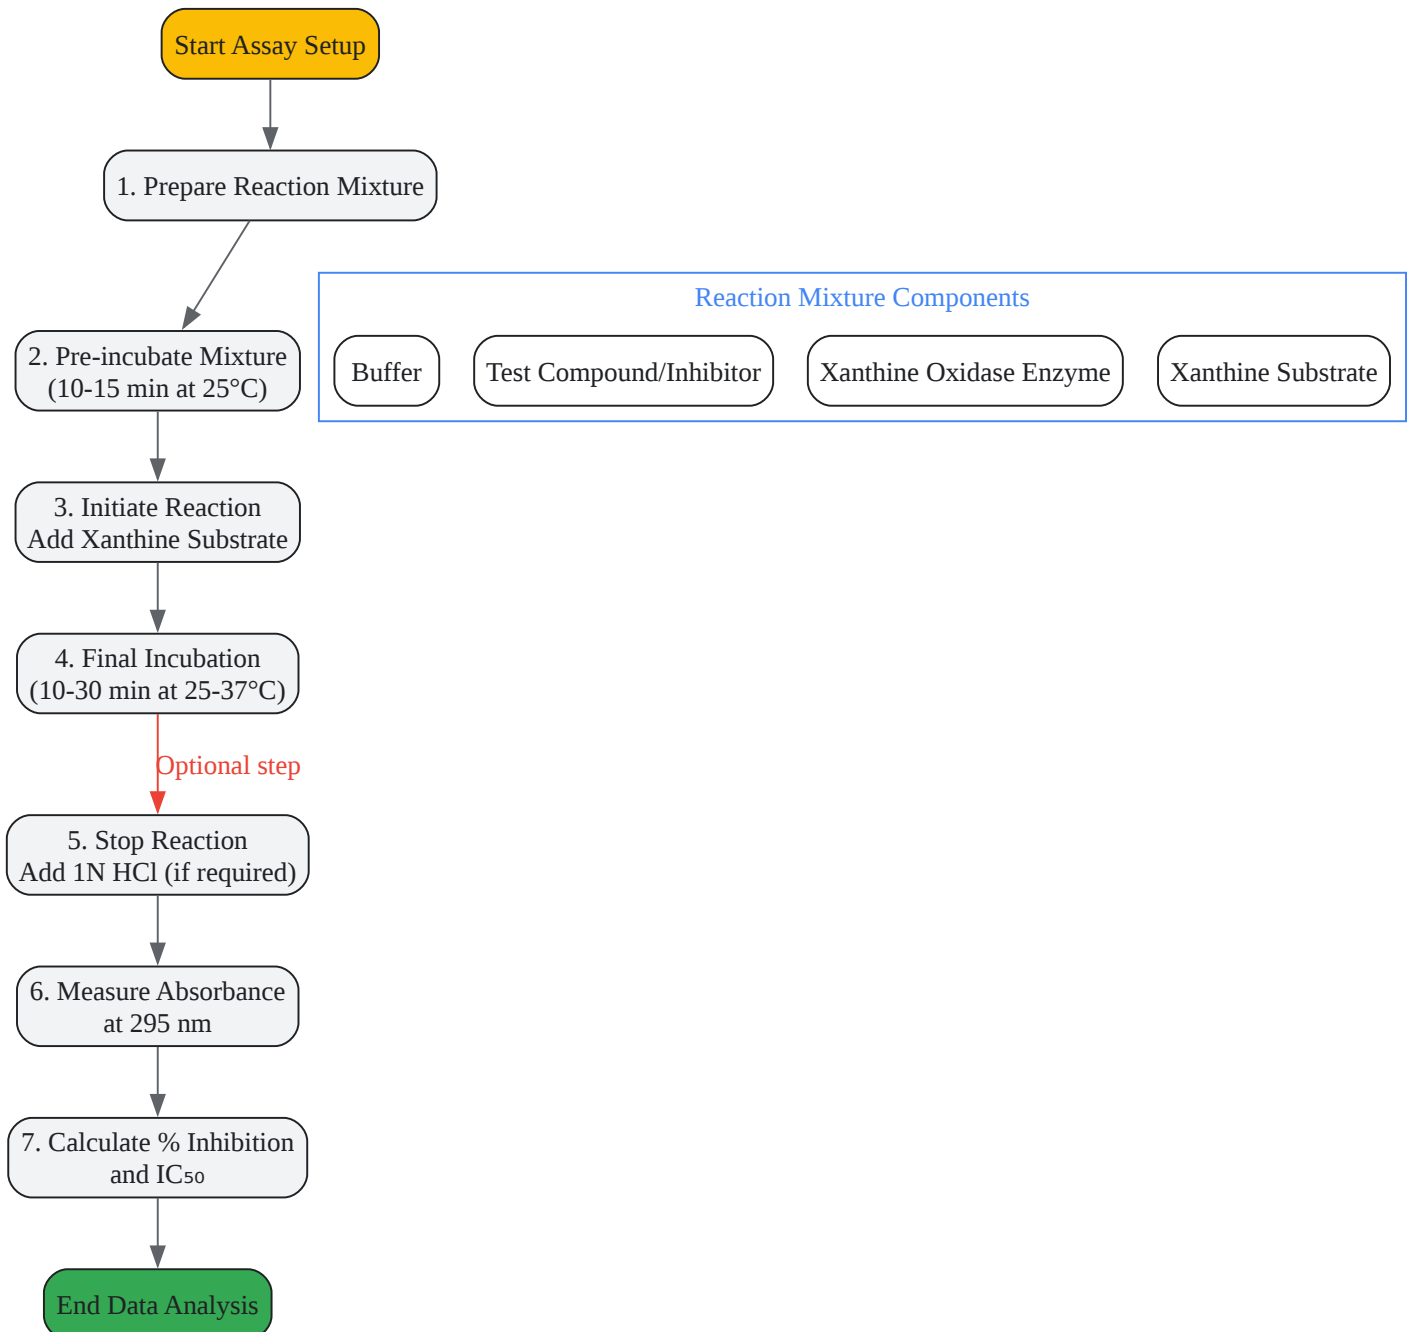 Start Assay Setup
1. Prepare Reaction Mixture
Reaction Mixture Components
Buffer
Test Compound/Inhibitor
Xanthine Oxidase Enzyme
Xanthine Substrate
2. Pre-incubate Mixture
(10-15 min at 25°C)
3. Initiate Reaction
Add Xanthine Substrate
4. Final Incubation
(10-30 min at 25-37°C)
Optional step
5. Stop Reaction
Add 1N HCl (if required)
6. Measure Absorbance
at 295 nm
7. Calculate % Inhibition
and IC₅₀
End Data Analysis